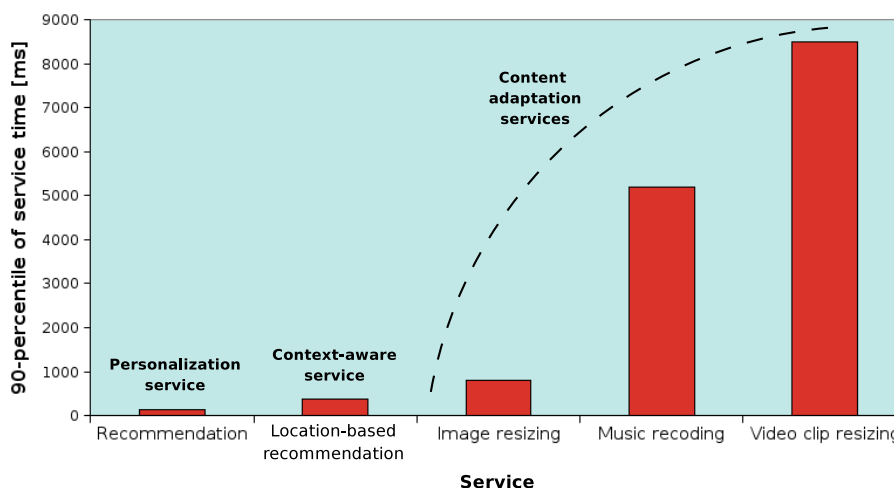 90-percentile of service time [ms]
9000
8000
7000
6000
5000
4000
3000
2000
1000
0
Content
adaptation
services
Personalization
service
Context-aware
service
Recommendation
Location-based
recommendation
Image resizing
Music recoding
Video clip resizing
Service